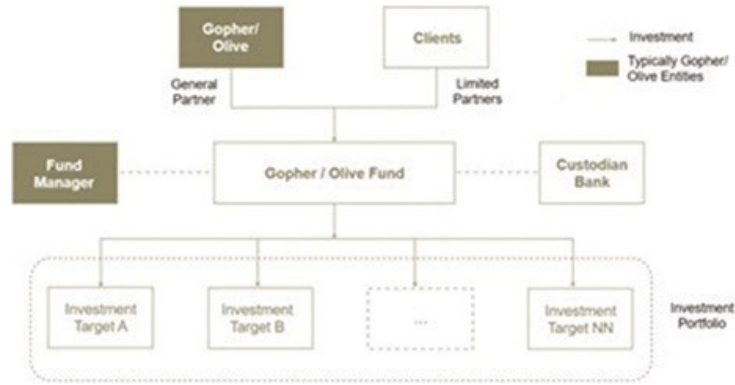 Gopher/
Olive
Clients
Investment
Typically Gopher/
Olive Entities
General
Partner
Limited
Partners
Fund
Manager
Gopher / Olive Fund
Custodian
Bank
Investment
Target A
Investment
Target B
...
Investment
Target NN
Investment
Portfolio